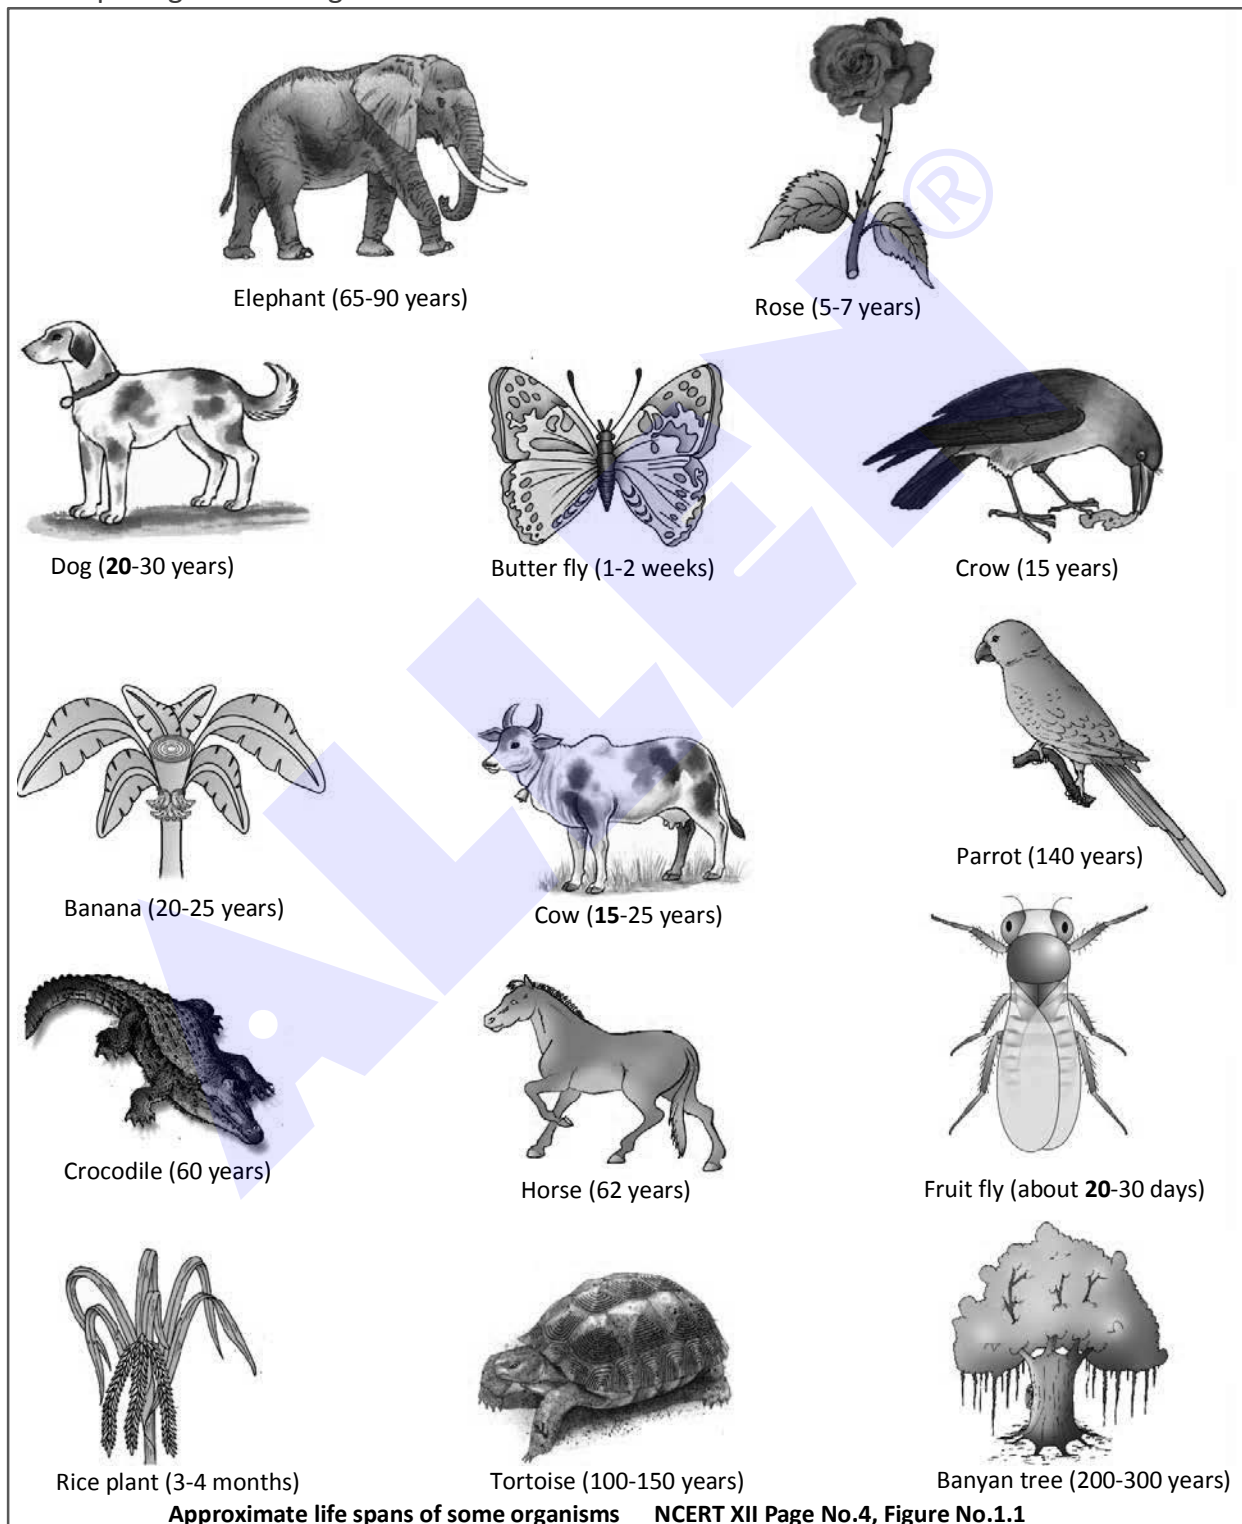 Elephant (65-90 years)
Rose (5-7 years)
Dog (20-30 years)
Butter fly (1-2 weeks)
Crow (15 years)
Parrot (140 years)
Banana (20-25 years)
Cow (15-25 years)
Crocodile (60 years)
Horse (62 years)
Fruit fly (about 20-30 days)
Rice plant (3-4 months)
Tortoise (100-150 years)
Banyan tree (200-300 years)
Approximate life spans of some organisms NCERT XII Page No.4, Figure No.1.1
ALLEN®